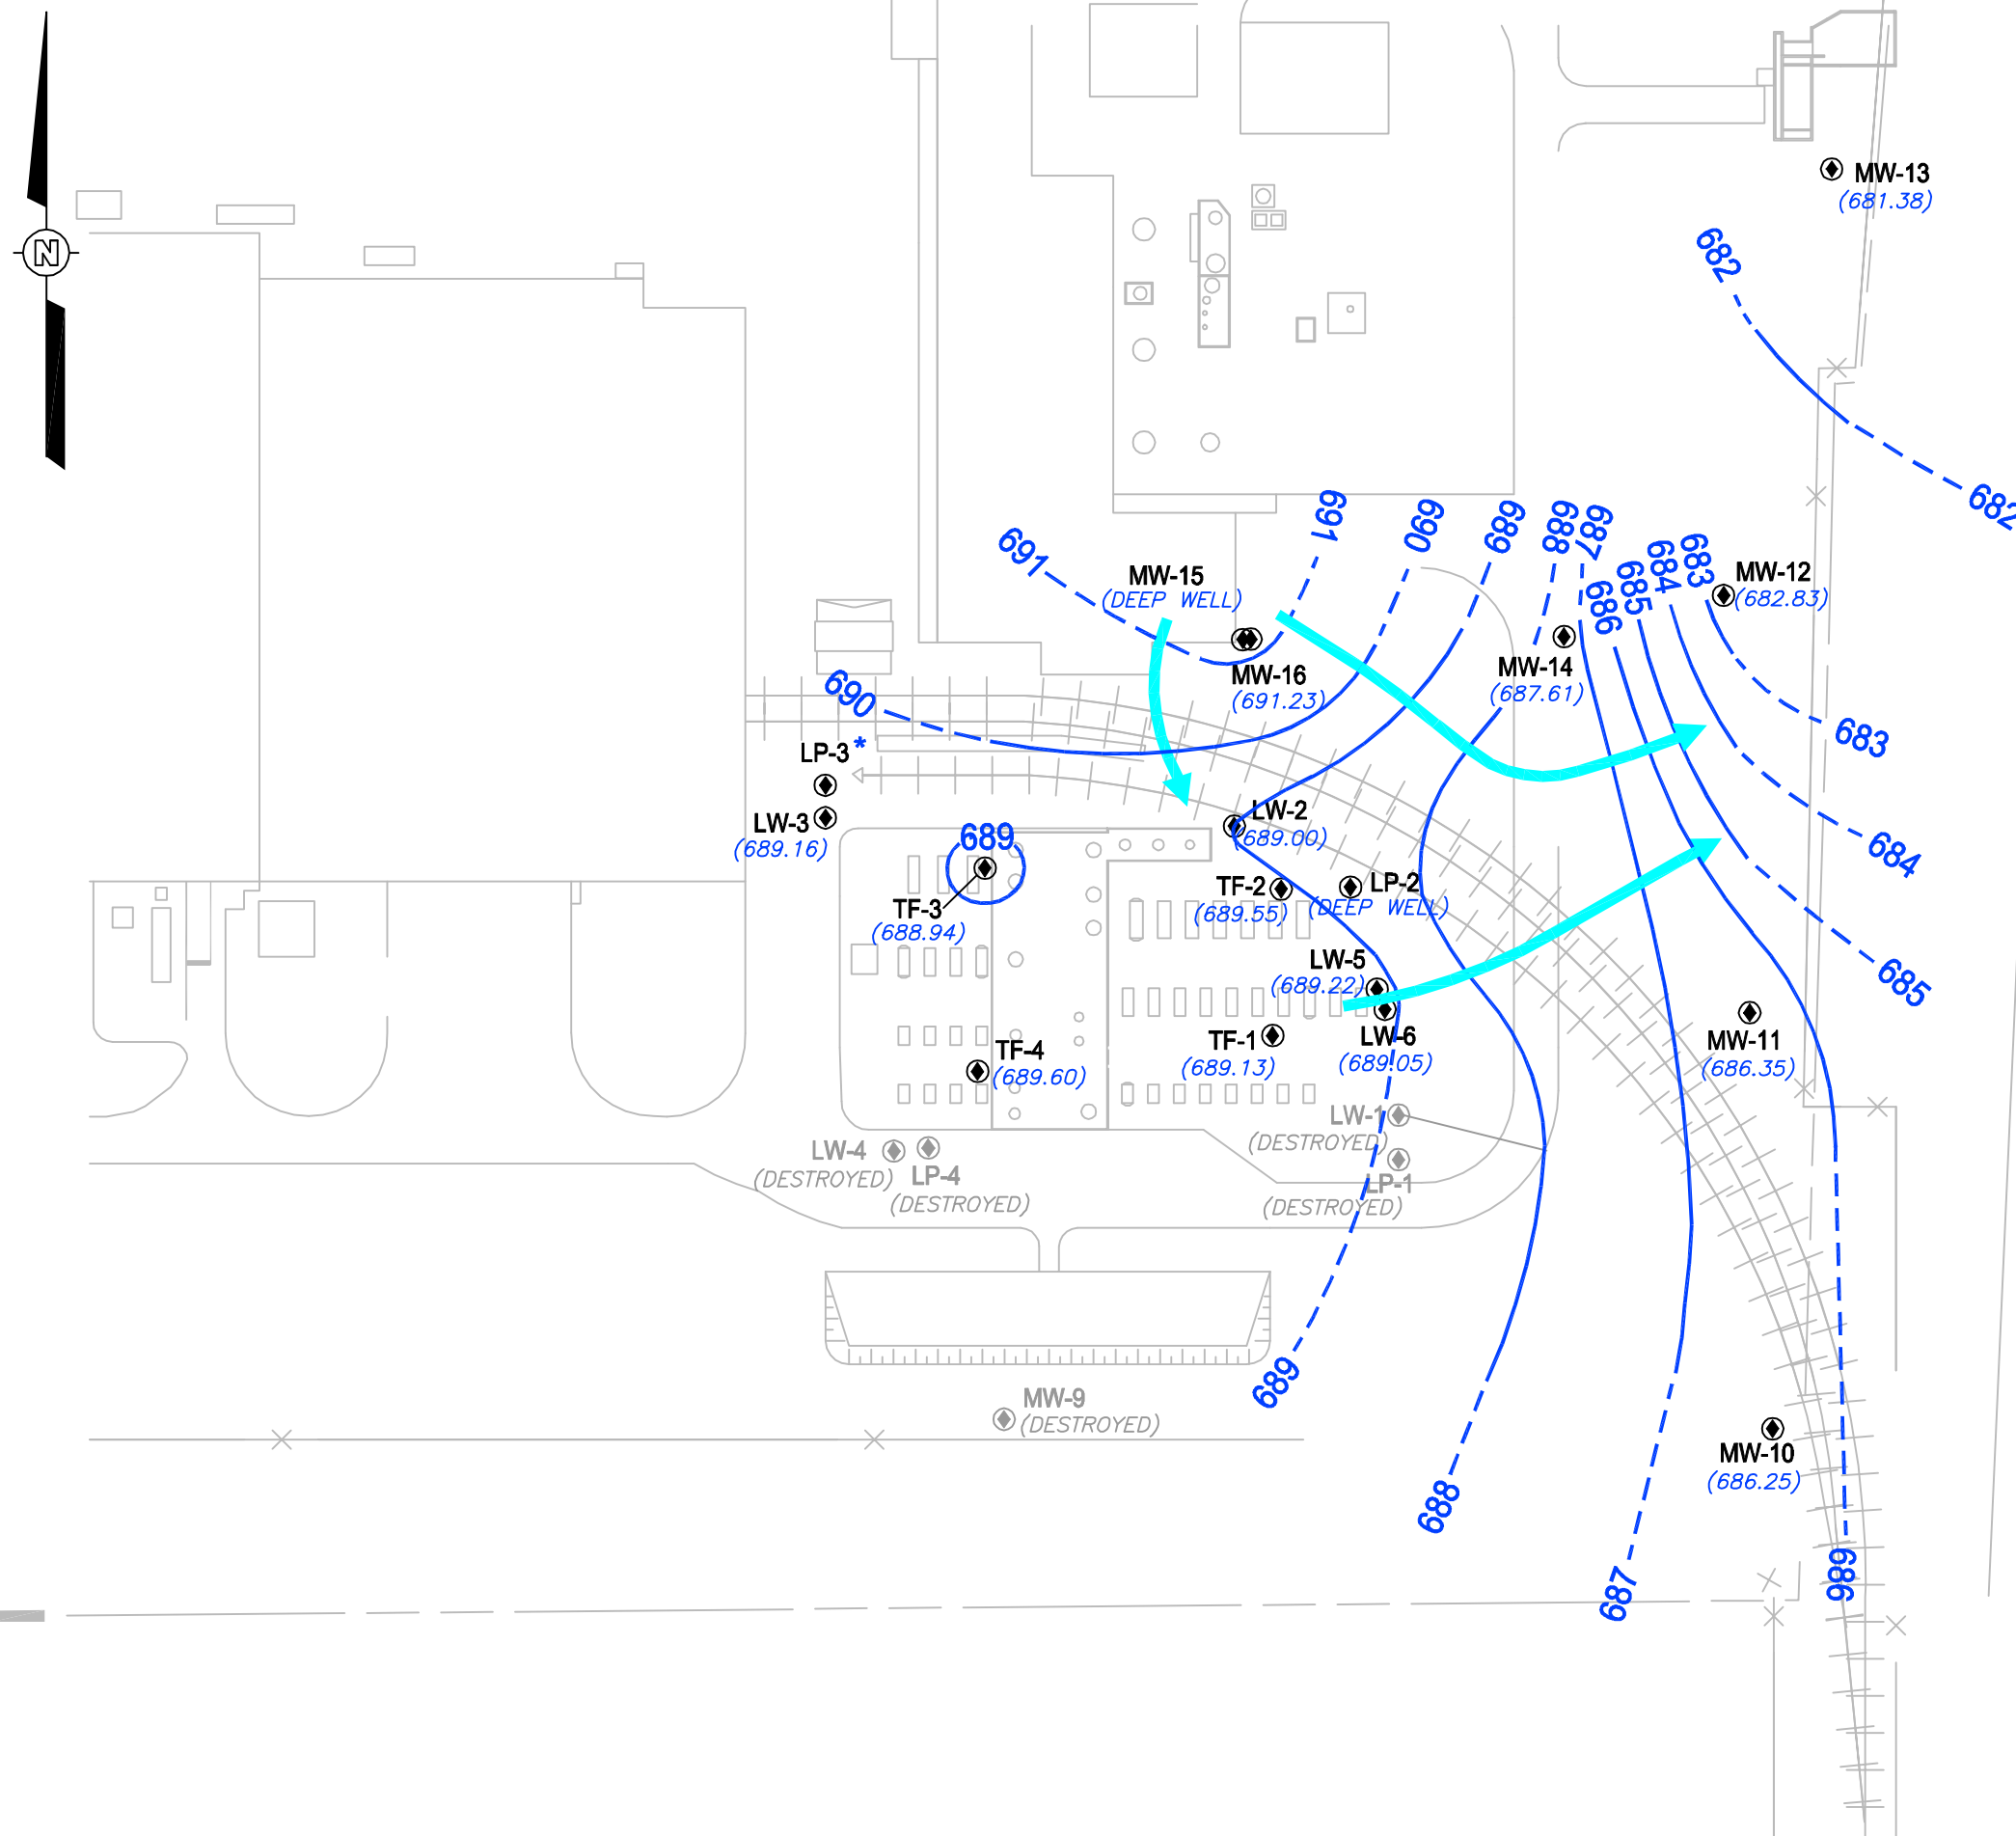 N
MW-13
(681.38)
682
682
691
690
689
688
687
686
685
684
683
MW-12
(682.83)
691
MW-15
(DEEP WELL)
MW-16
(691.23)
MW-14
(687.61)
690
683
LP-3*
LW-3
(689.16)
689
LW-2
(689.00)
684
TF-3
(688.94)
TF-2
(689.55)
LP-2
(DEEP WELL)
LW-5
(689.22)
685
TF-4
(689.60)
TF-1
(689.13)
LW-6
(689.05)
MW-11
(686.35)
LW-1
(DESTROYED)
LW-4
(DESTROYED)
LP-4
(DESTROYED)
LP-1
(DESTROYED)
689
MW-9
(DESTROYED)
MW-10
(686.25)
688
687
686